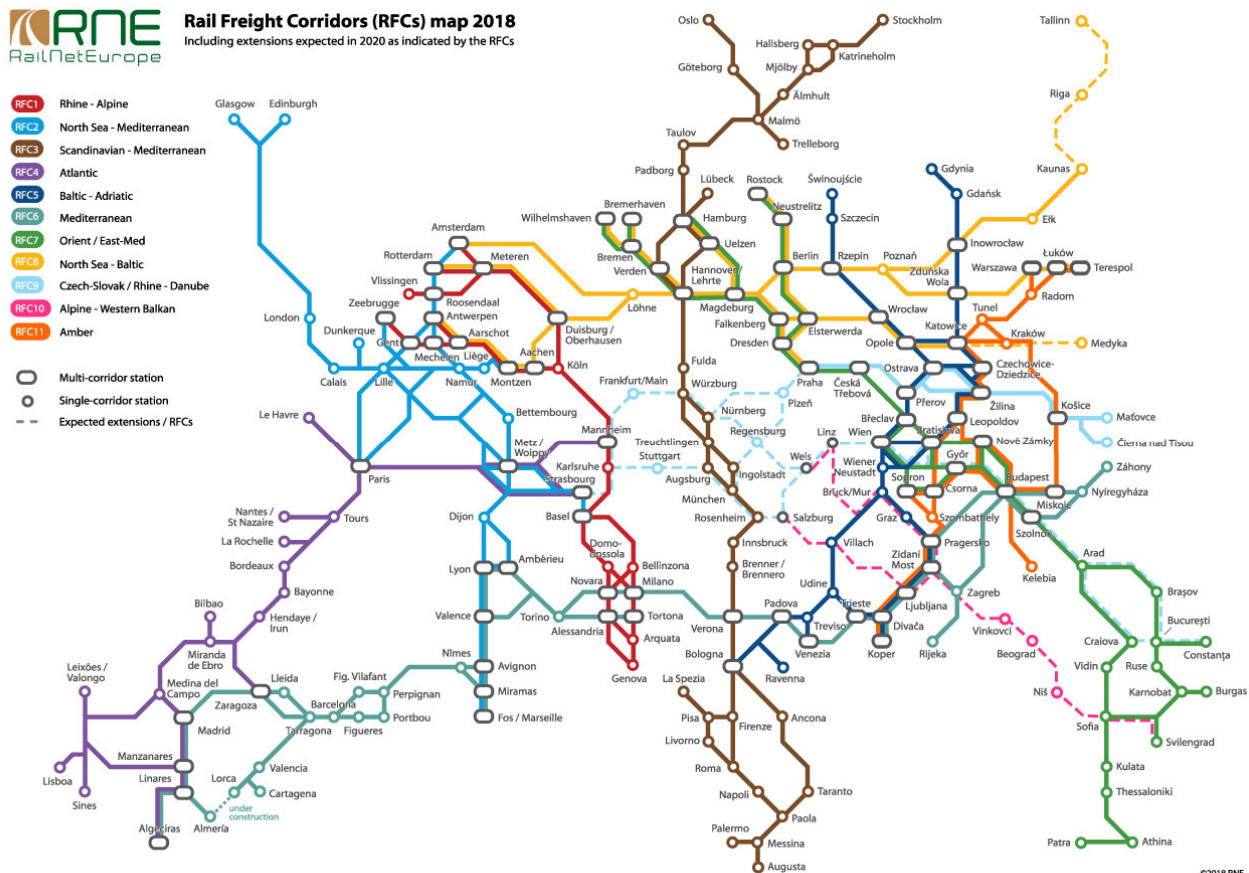 RNE
RailNetEurope
Rail Freight Corridors (RFCs) map 2018
Including extensions expected in 2020 as indicated by the RFCs
RFC1 Rhine - Alpine
RFC2 North Sea - Mediterranean
RFC3 Scandinavian - Mediterranean
RFC4 Atlantic
RFC5 Baltic - Adriatic
RFC6 Mediterranean
RFC7 Orient / East-Med
RFC8 North Sea - Baltic
RFC9 Czech-Slovak / Rhine - Danube
RFC10 Alpine - Western Balkan
RFC11 Amber
Multi-corridor station
Single-corridor station
Expected extensions / RFCs
Oslo
Stockholm
Tallinn
Hallsberg
Katrineholm
Göteborg
Mjölby
Älmhult
Riga
Glasgow
Edinburgh
Malmö
Taulov
Trelleborg
Padborg
Kaunas
Lübeck
Rostock
Świnoujście
Gdynia
Gdańsk
Wilhelmshaven
Bremerhaven
Hamburg
Neustrelitz
Szczecin
Ełk
Amsterdam
Bremen
Uelzen
Inowrocław
Rotterdam
Meteren
Verden
Hannover/
Lehrte
Berlin
Rzepin
Poznań
Zduńska
Wola
Warszawa
Łuków
Terespol
Vlissingen
Roosendaal
Löhne
Magdeburg
Radom
Zeebrugge
Antwerpen
Duisburg /
Oberhausen
Falkenberg
Elsterwerda
Wrocław
Tunel
London
Dunkerque
Aarschot
Dresden
Opole
Katowice
Kraków
Medyka
Gent
Mechelen
Liège
Aachen
Köln
Calais
Lille
Namur
Montzen
Fulda
Praha
Česká
Třebová
Ostrava
Czechowice-
Dziedzice
Frankfurt/Main
Würzburg
Plzeň
Přerov
Žilina
Le Havre
Bettembourg
Nürnberg
Břeclav
Leopoldov
Košice
Maťovce
Čierna nad Tisou
Mannheim
Treuchtlingen
Regensburg
Linz
Wien
Bratislava
Nové Zámky
Metz /
Woippy
Stuttgart
Wels
Győr
Paris
Karlsruhe
Augsburg
Ingolstadt
Wiener
Neustadt
Sopron
Csorna
Budapest
Záhony
Strasbourg
München
Bruck/Mur
Miskolc
Nyíregyháza
Nantes /
St Nazaire
Tours
Dijon
Basel
Rosenheim
Salzburg
Graz
Szombathely
Szolnok
La Rochelle
Domo-
dossola
Innsbruck
Villach
Pragersko
Bordeaux
Ambérieu
Bellinzona
Brenner /
Brennero
Zidani
Most
Kelebia
Arad
Lyon
Bayonne
Novara
Milano
Udine
Ljubljana
Zagreb
Brașov
Bilbao
Hendaye /
Irun
Valence
Torino
Alessandria
Tortona
Verona
Padova
Treviso
Trieste
Divača
Vinkovci
București
Miranda
de Ebro
Arquata
Venezia
Koper
Rijeka
Beograd
Craiova
Constanța
Leixões /
Valongo
Medina del
Campo
Nîmes
Avignon
Genova
Bologna
Ravenna
Vidin
Ruse
Zaragoza
Lleida
Fig. Vilafant
Perpignan
Miramas
La Spezia
Niš
Karnobat
Burgas
Madrid
Tarragona
Barcelona
Figueres
Portbou
Fos / Marseille
Pisa
Firenze
Ancona
Sofia
Svilengrad
Manzanares
Livorno
Lisboa
Linares
Lorca
Valencia
Roma
Kulata
Sines
Cartagena
Napoli
Taranto
Thessaloniki
under
construction
Algeciras
Almería
Paola
Palermo
Messina
Patra
Athina
Augusta
©2018 RNE